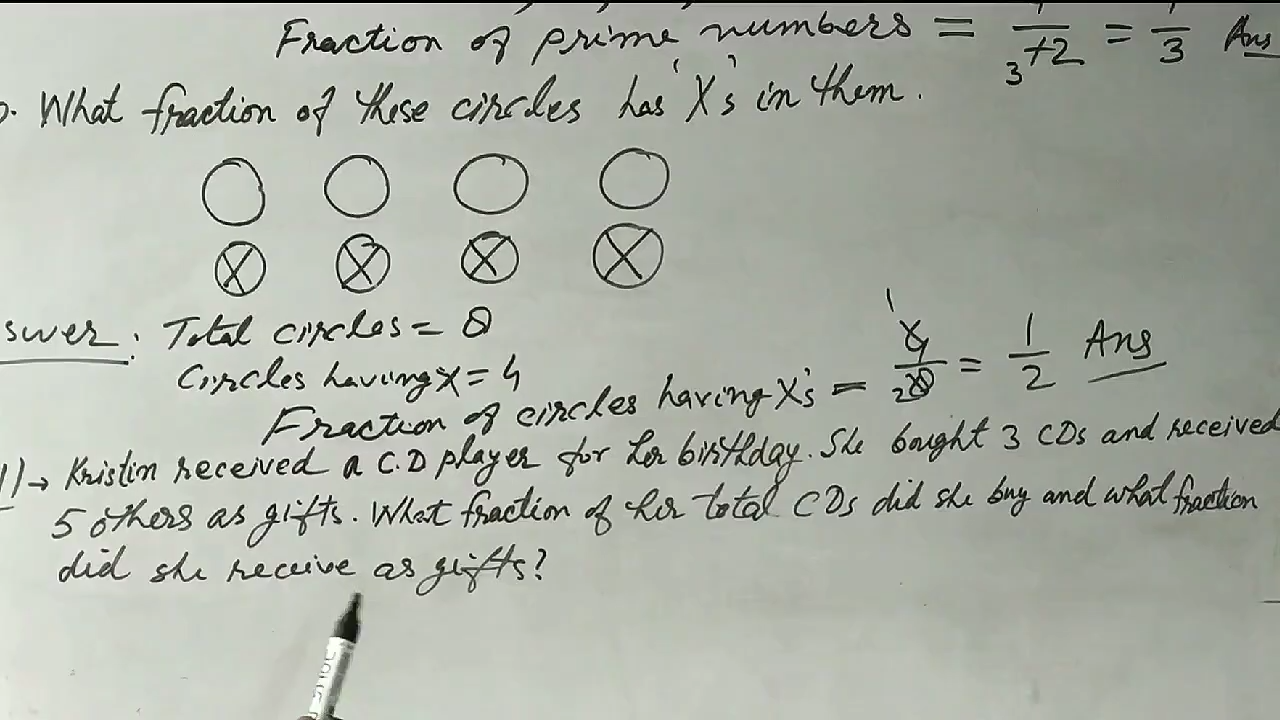 Fraction of prime numbers = 1/12 = 1/3 Ans
3
What fraction of these circles has 'X's in them.
Answer: Total circles = 8
Circles having X = 4
Fraction of circles having X's = 4/8 = 1/2 Ans
1) → Kristin received a C.D player for her birthday. She bought 3 CDs and received
5 others as gifts. What fraction of her total CDs did she buy and what fraction
did she receive as gifts?